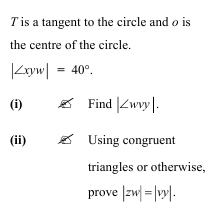 T is a tangent to the circle and o is
the centre of the circle.
|∠xyw| = 40°.
(i) ✍ Find |∠wvy|.
(ii) ✍ Using congruent
triangles or otherwise,
prove |zw| = |vy|.